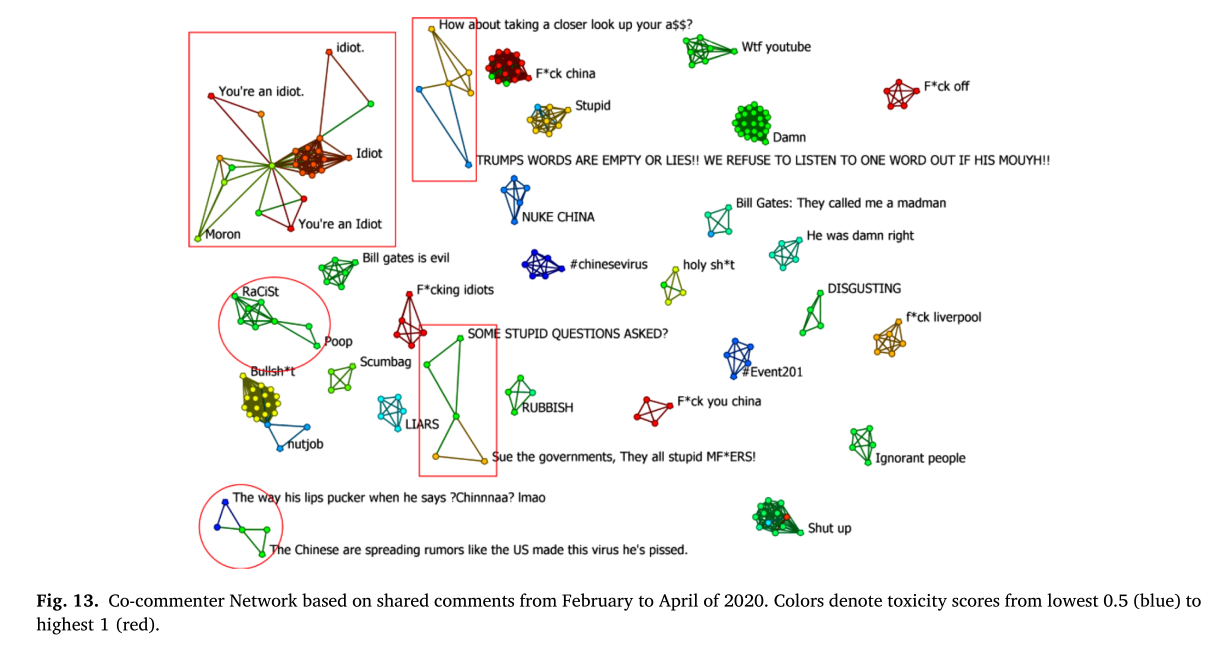 How about taking a closer look up your a$$?
idiot.
Wtf youtube
F*ck china
F*ck off
You're an idiot.
Stupid
Damn
Idiot
TRUMPS WORDS ARE EMPTY OR LIES!! WE REFUSE TO LISTEN TO ONE WORD OUT IF HIS MOUYH!!
Bill Gates: They called me a madman
NUKE CHINA
You're an Idiot
Moron
He was damn right
Bill gates is evil
#chinesevirus
holy sh*t
RaCiSt
F*cking idiots
DISGUSTING
f*ck liverpool
SOME STUPID QUESTIONS ASKED?
Poop
Scumbag
Bullsh*t
#Event201
F*ck you china
RUBBISH
LIARS
nutjob
Sue the governments, They all stupid MF*ERS!
Ignorant people
The way his lips pucker when he says ?Chinnnaa? lmao
Shut up
The Chinese are spreading rumors like the US made this virus he's pissed.
Fig. 13. Co-commenter Network based on shared comments from February to April of 2020. Colors denote toxicity scores from lowest 0.5 (blue) to
highest 1 (red).